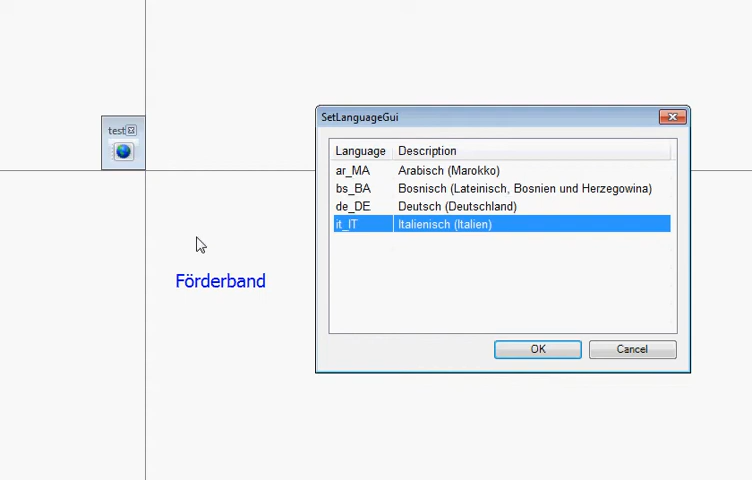 test
SetLanguageGui
Language Description
ar_MA Arabisch (Marokko)
bs_BA Bosnisch (Lateinisch, Bosnien und Herzegowina)
de_DE Deutsch (Deutschland)
it_IT Italienisch (Italien)
Förderband
OK Cancel